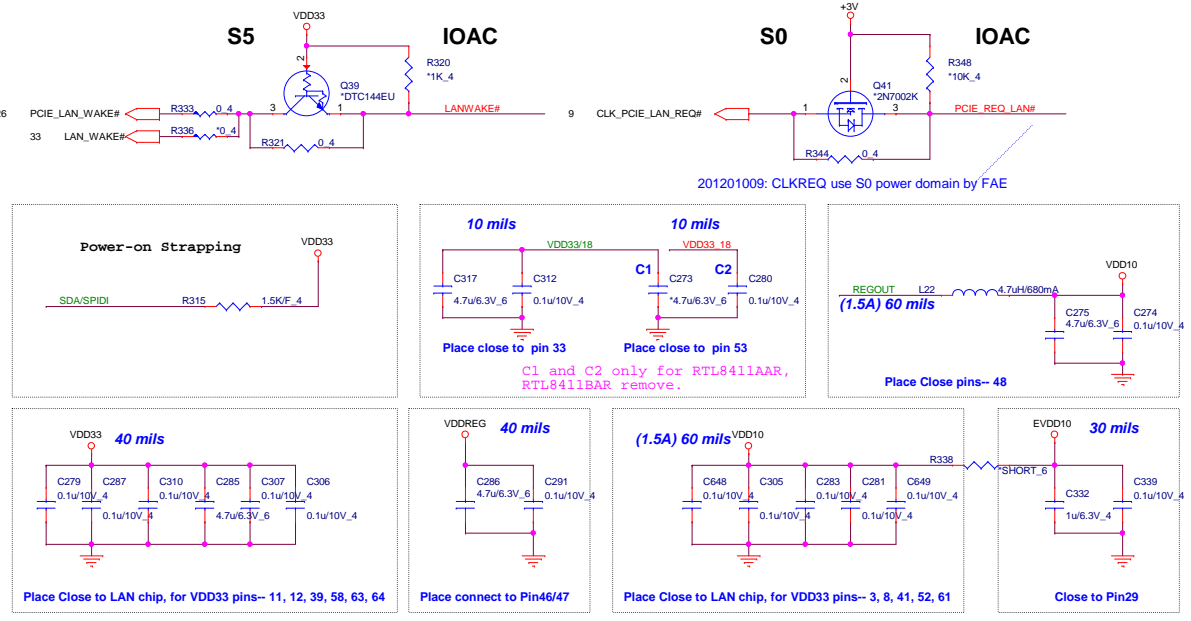 S5
VDD33
IOAC
2
R320
*1K_4
Q39
*DTC144EU
26 PCIE_LAN_WAKE# R333 0_4 3 1 LANWAKE#
33 LAN_WAKE# R336 *0_4
R321 0_4
S0
+3V
IOAC
R348
*10K_4
2
Q41
*2N7002K
9 CLK_PCIE_LAN_REQ# 1 3 PCIE_REQ_LAN#
R344 0_4
201201009: CLKREQ use S0 power domain by FAE
Power-on Strapping
VDD33
SDA/SPIDI R315 1.5K/F_4
10 mils
10 mils
VDD33/18
VDD33_18
C1
C2
C317
4.7u/6.3V_6
C312
0.1u/10V_4
C273
*4.7u/6.3V_6
C280
0.1u/10V_4
Place close to pin 33
Place close to pin 53
C1 and C2 only for RTL8411AAR,
RTL8411BAR remove.
VDD10
REGOUT L22 4.7uH/680mA
(1.5A) 60 mils
C275
4.7u/6.3V_6
C274
0.1u/10V_4
Place Close pins-- 48
VDD33
40 mils
C279
0.1u/10V_4
C287
0.1u/10V_4
C310
0.1u/10V_4
C285
4.7u/6.3V_6
C307
0.1u/10V_4
C306
0.1u/10V_4
Place Close to LAN chip, for VDD33 pins-- 11, 12, 39, 58, 63, 64
VDDREG
40 mils
C286
4.7u/6.3V_6
C291
0.1u/10V_4
Place connect to Pin46/47
(1.5A) 60 mils
VDD10
C648
0.1u/10V_4
C305
0.1u/10V_4
C283
0.1u/10V_4
C281
0.1u/10V_4
C649
0.1u/10V_4
R338
*SHORT_6
Place Close to LAN chip, for VDD33 pins-- 3, 8, 41, 52, 61
EVDD10
30 mils
C332
1u/6.3V_4
C339
0.1u/10V_4
Close to Pin29